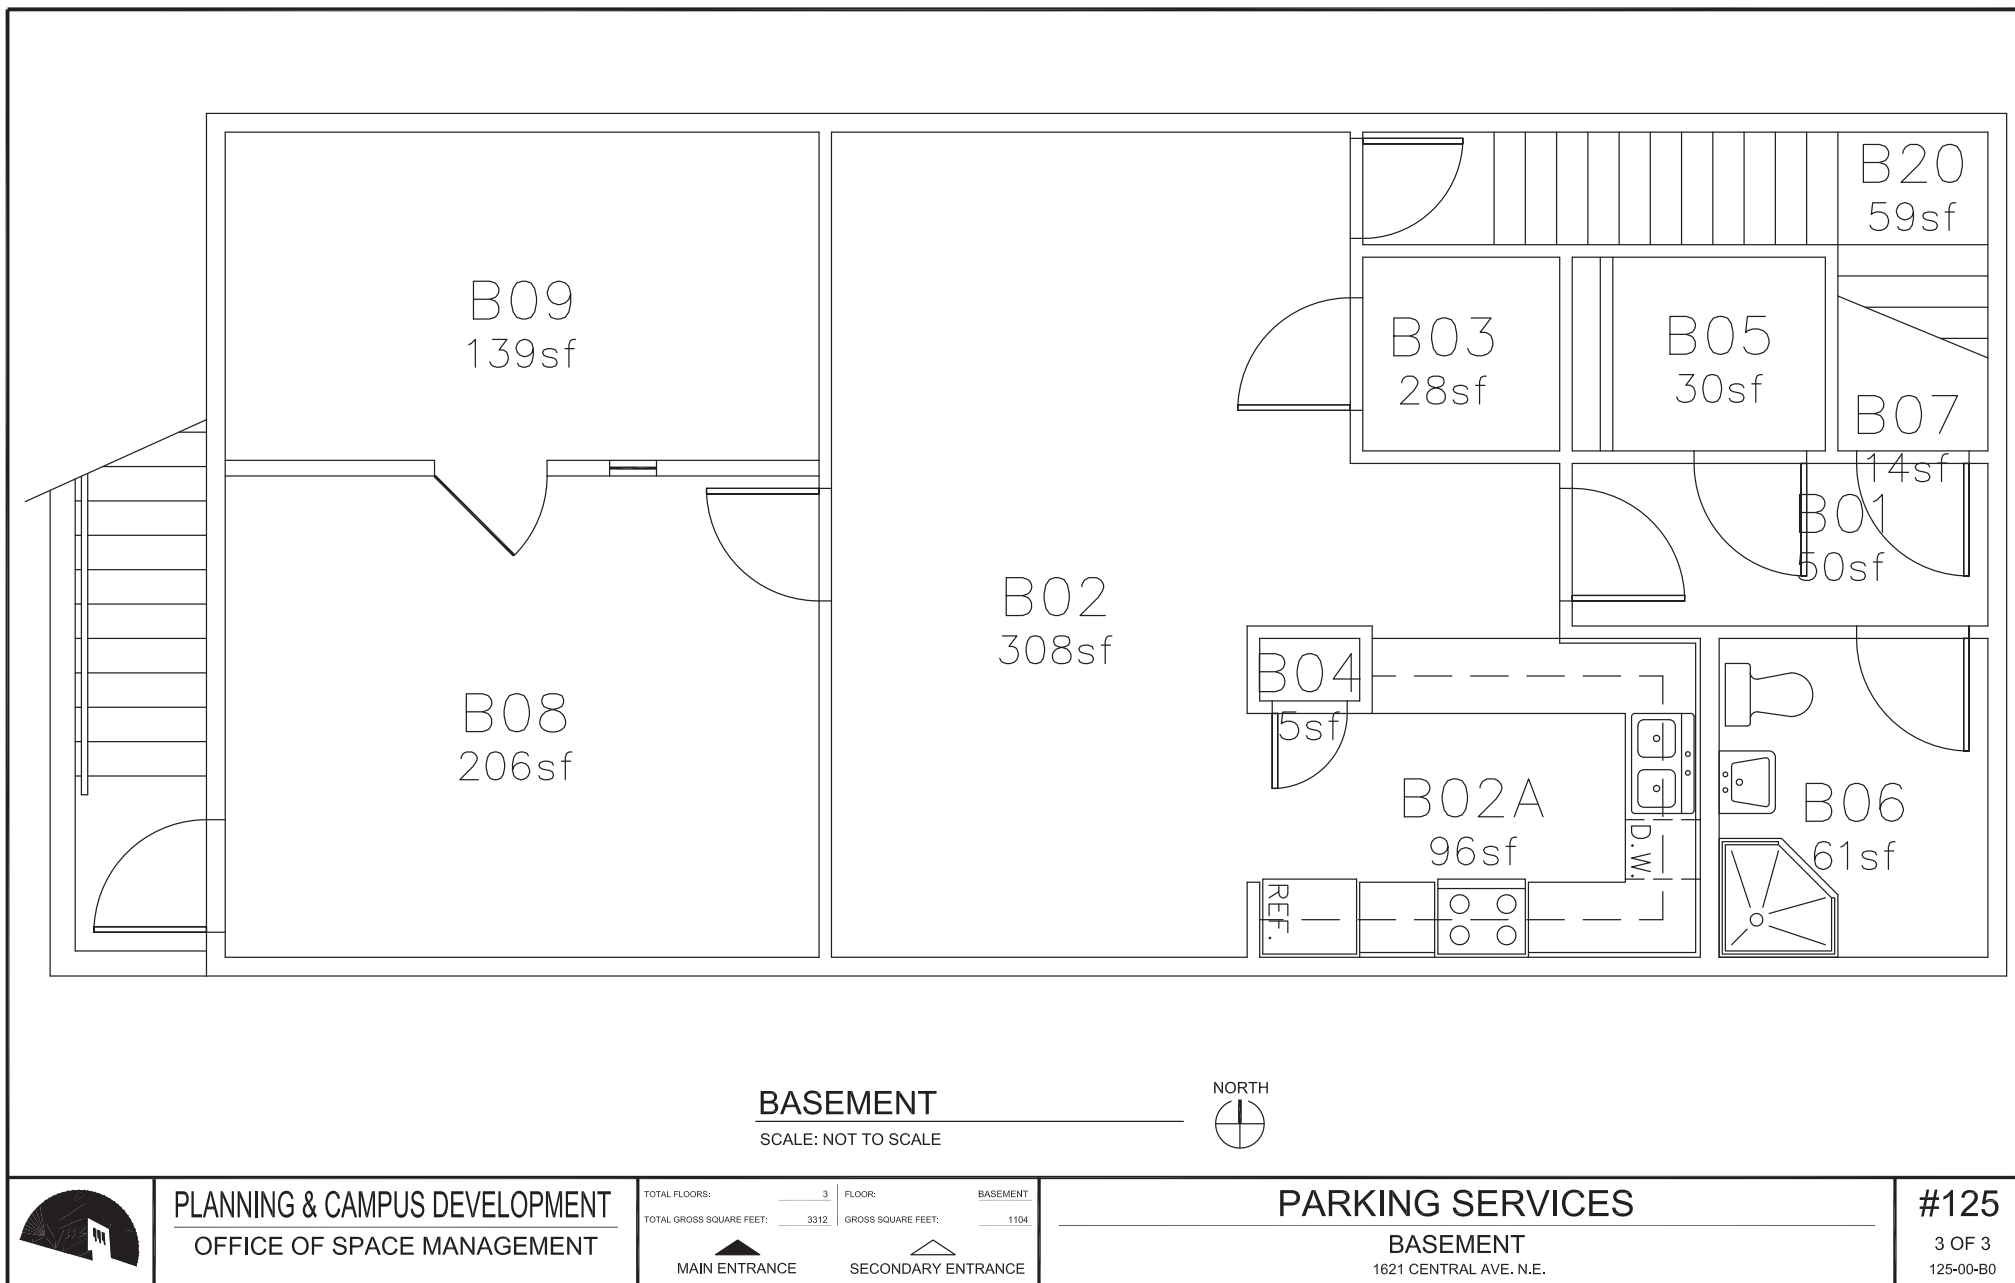 B20
59sf
B09
139sf
B03
28sf
B05
30sf
B07
14sf
B01
50sf
B02
308sf
B04
5sf
B08
206sf
B02A
96sf
B06
61sf
D.W.
REF.
BASEMENT
SCALE: NOT TO SCALE
NORTH
PLANNING & CAMPUS DEVELOPMENT
OFFICE OF SPACE MANAGEMENT
TOTAL FLOORS: 3 FLOOR: BASEMENT
TOTAL GROSS SQUARE FEET: 3312 GROSS SQUARE FEET: 1104
MAIN ENTRANCE SECONDARY ENTRANCE
PARKING SERVICES
BASEMENT
1621 CENTRAL AVE. N.E.
#125
3 OF 3
125-00-B0